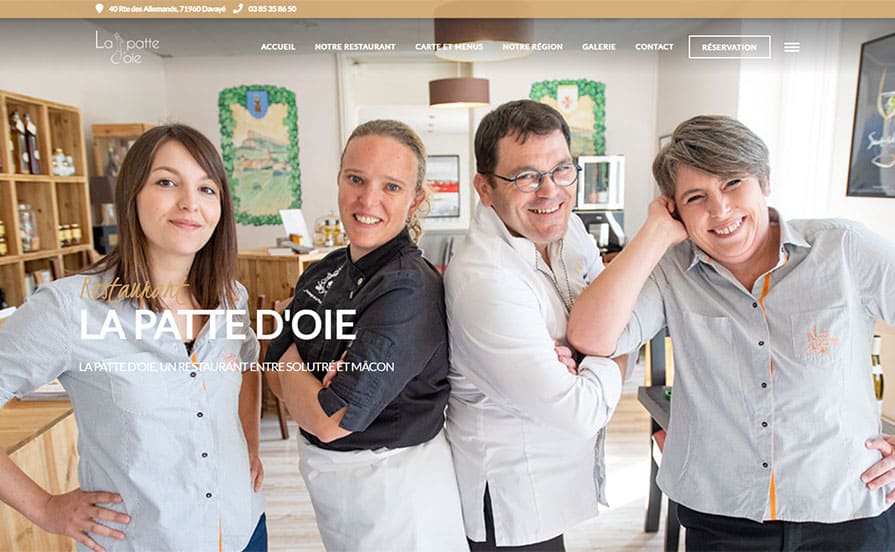 40 Rte des Allemands, 71960 Davayé 03 85 35 86 50
La patte d'oie
ACCUEIL NOTRE RESTAURANT CARTE ET MENUS NOTRE RÉGION GALERIE CONTACT RÉSERVATION
Restaurant
LA PATTE D'OIE
LA PATTE D'OIE, UN RESTAURANT ENTRE SOLUTRÉ ET MÂCON